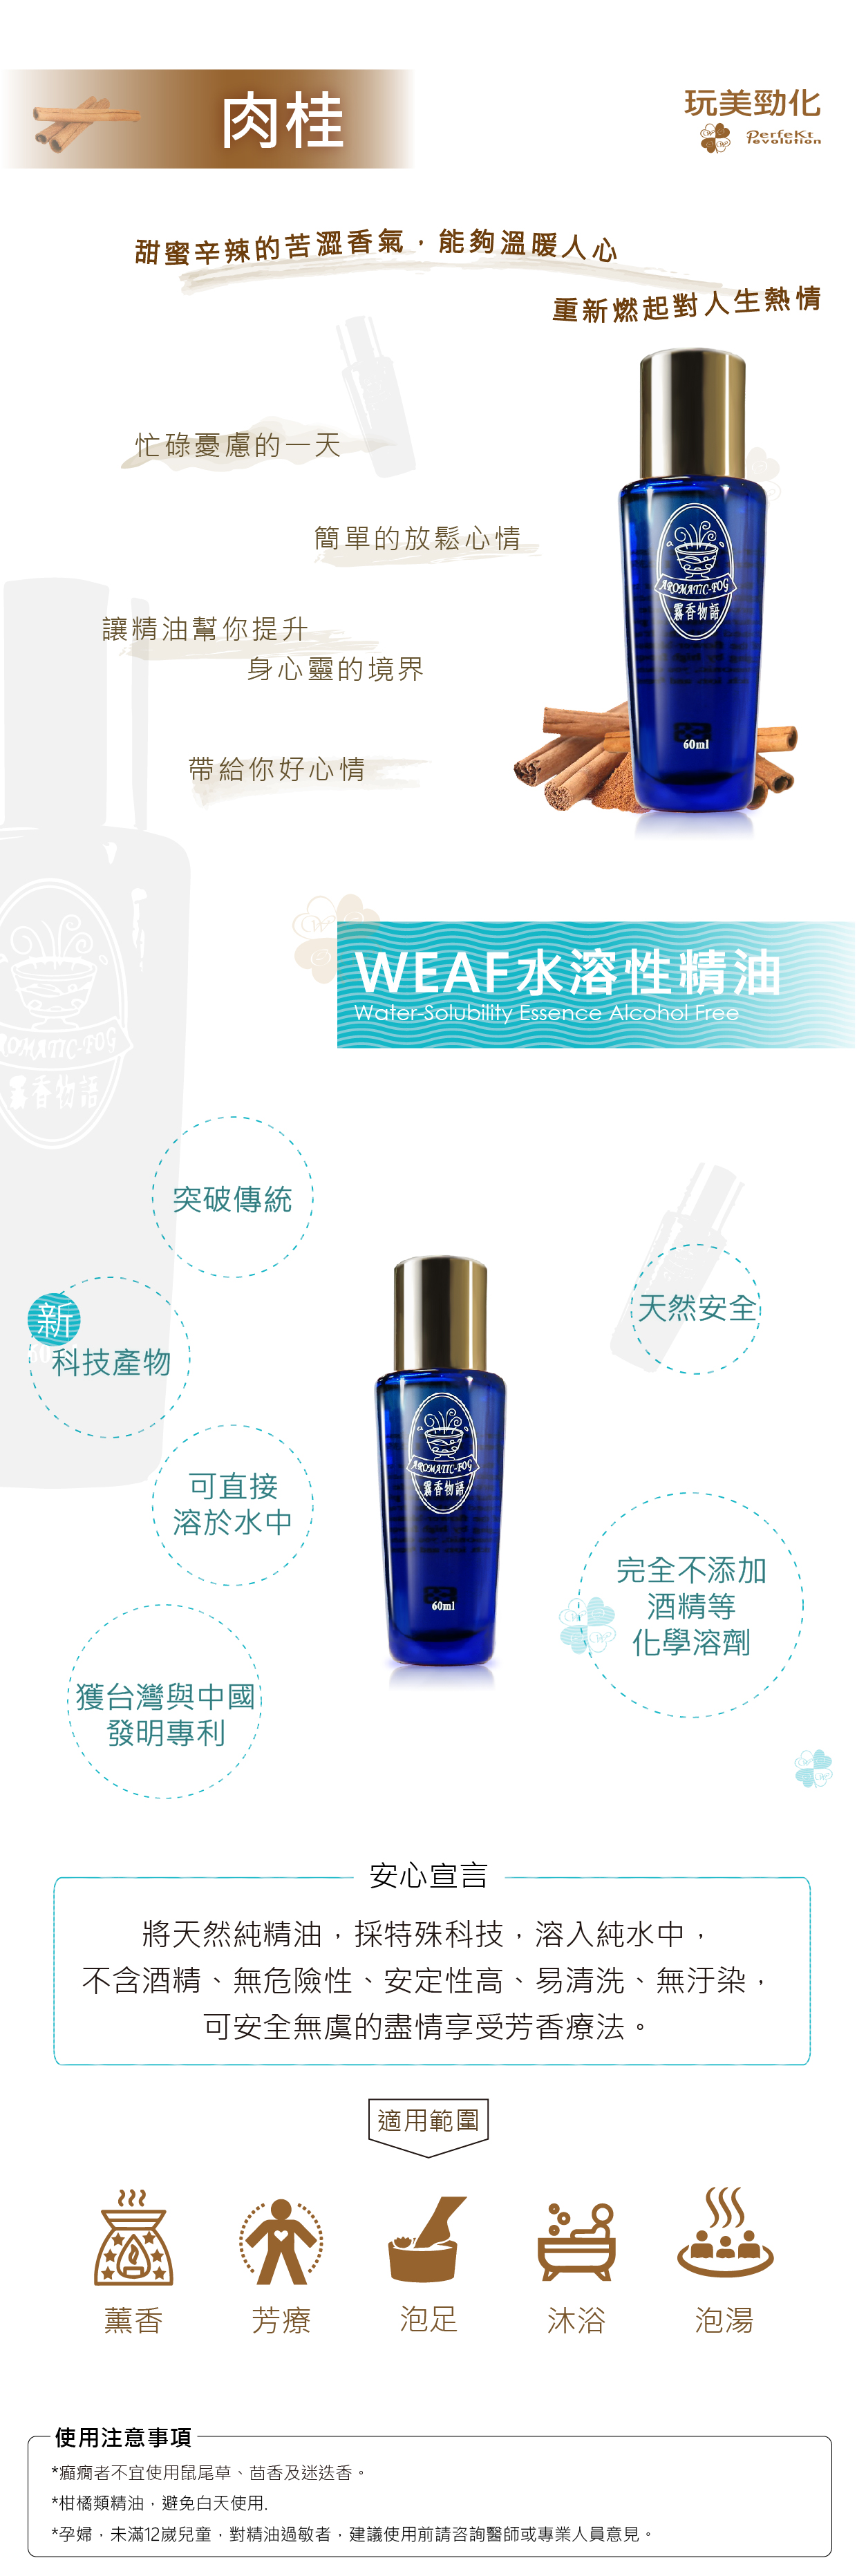 肉桂
玩美勁化
PerfeKt
revolution
甜蜜辛辣的苦澀香氣，能夠溫暖人心
重新燃起對人生熱情
忙碌憂慮的一天
簡單的放鬆心情
讓精油幫你提升
身心靈的境界
帶給你好心情
AROMATIC-FOG
霧香物語
60ml
WEAF水溶性精油
Water-Solubility Essence Alcohol Free
AROMATIC-FOG
霧香物語
突破傳統
天然安全
新
科技產物
可直接
溶於水中
AROMATIC-FOG
霧香物語
60ml
完全不添加
酒精等
化學溶劑
獲台灣與中國
發明專利
安心宣言
將天然純精油，採特殊科技，溶入純水中，
不含酒精、無危險性、安定性高、易清洗、無汙染，
可安全無虞的盡情享受芳香療法。
適用範圍
薰香
芳療
泡足
沐浴
泡湯
使用注意事項
*癲癇者不宜使用鼠尾草、茴香及迷迭香。
*柑橘類精油，避免白天使用.
*孕婦，未滿12嵗兒童，對精油過敏者，建議使用前請咨詢醫師或專業人員意見。